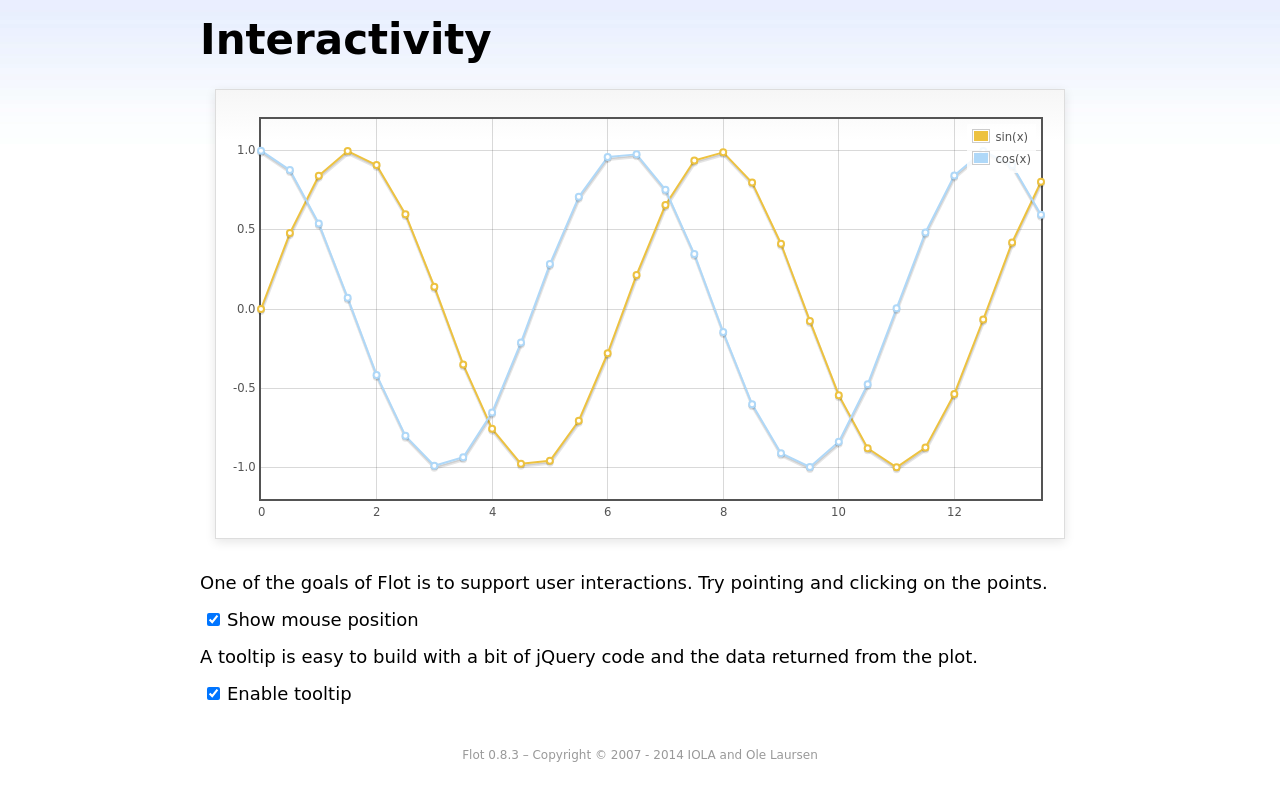 Interactivity
sin(x)
cos(x)
1.0
0.5
0.0
-0.5
-1.0
0 2 4 6 8 10 12
One of the goals of Flot is to support user interactions. Try pointing and clicking on the points.
Show mouse position
A tooltip is easy to build with a bit of jQuery code and the data returned from the plot.
Enable tooltip
Flot 0.8.3 – Copyright © 2007 - 2014 IOLA and Ole Laursen